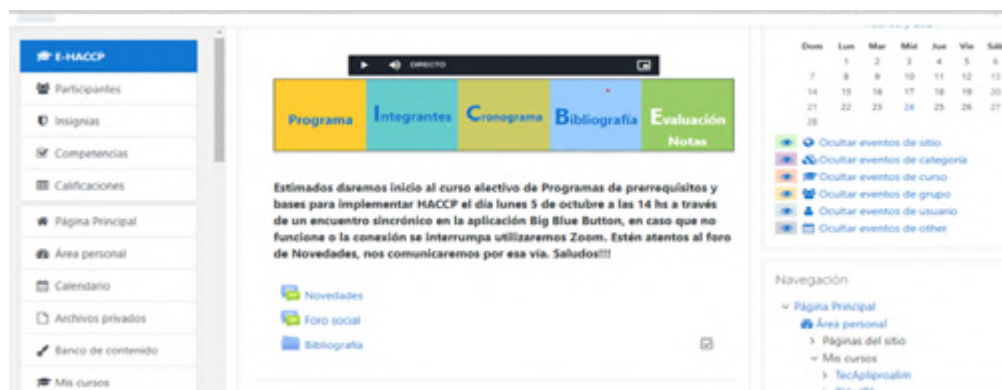 E-HACCP
Participantes
Insignias
Competencias
Calificaciones
Página Principal
Área personal
Calendario
Archivos privados
Banco de contenido
Mis cursos
DIRECTO
Programa
Integrantes
Cronograma
Bibliografía
Evaluación
Notas
Estimados daremos inicio al curso electivo de Programas de prerrequisitos y
bases para implementar HACCP el día lunes 5 de octubre a las 14 hs a través
de un encuentro sincrónico en la aplicación Big Blue Button, en caso que no
funcione o la conexión se interrumpa utilizaremos Zoom. Estén atentos al foro
de Novedades, nos comunicaremos por esa vía. Saludos!!!
Novedades
Foro social
Bibliografía
Dom Lun Mar Mié Jue Vie Sáb
1 2 3 4 5 6
7 8 9 10 11 12 13
14 15 16 17 18 19 20
21 22 23 24 25 26 27
28
Ocultar eventos de sitio
Ocultar eventos de categoría
Ocultar eventos de curso
Ocultar eventos de grupo
Ocultar eventos de usuario
Ocultar eventos de other
Navegación
Página Principal
Área personal
Páginas del sitio
Mis cursos
TecApliproalim